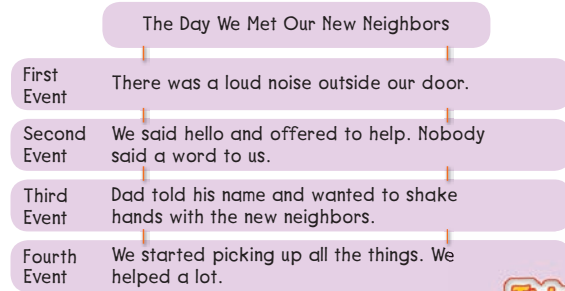 The Day We Met Our New Neighbors
First Event There was a loud noise outside our door.
Second Event We said hello and offered to help. Nobody
said a word to us.
Third Event Dad told his name and wanted to shake
hands with the new neighbors.
Fourth Event We started picking up all the things. We
helped a lot.